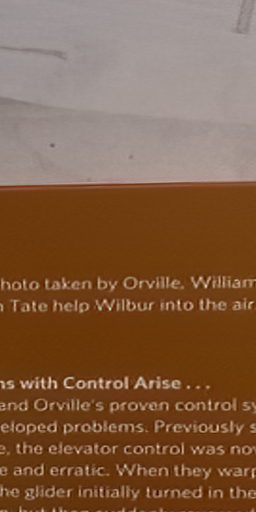 hoto taken by Orville, William
n Tate help Wilbur into the air
ns with Control Arise . . .
and Orville's proven control sy
eloped problems. Previously s
e, the elevator control was nov
e and erratic. When they warp
he glider initially turned in the